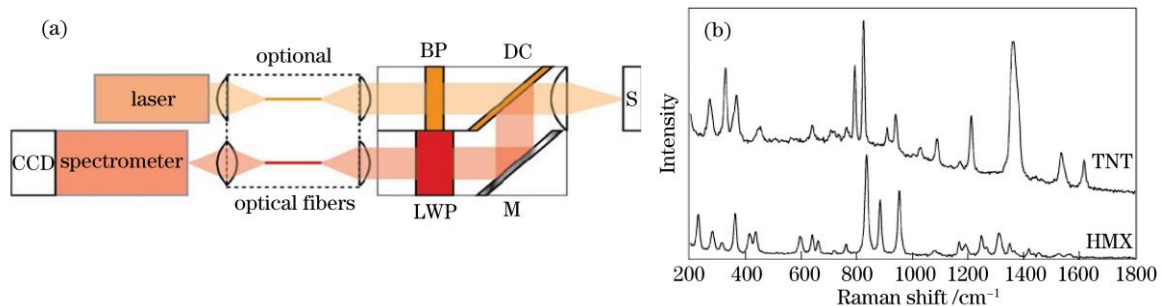 (a)
optional
BP
DC
laser
S
CCD
spectrometer
optical fibers
LWP
M
(b)
Intensity
TNT
HMX
200
400
600
800
1000
1200
1400
1600
1800
Raman shift /cm⁻¹